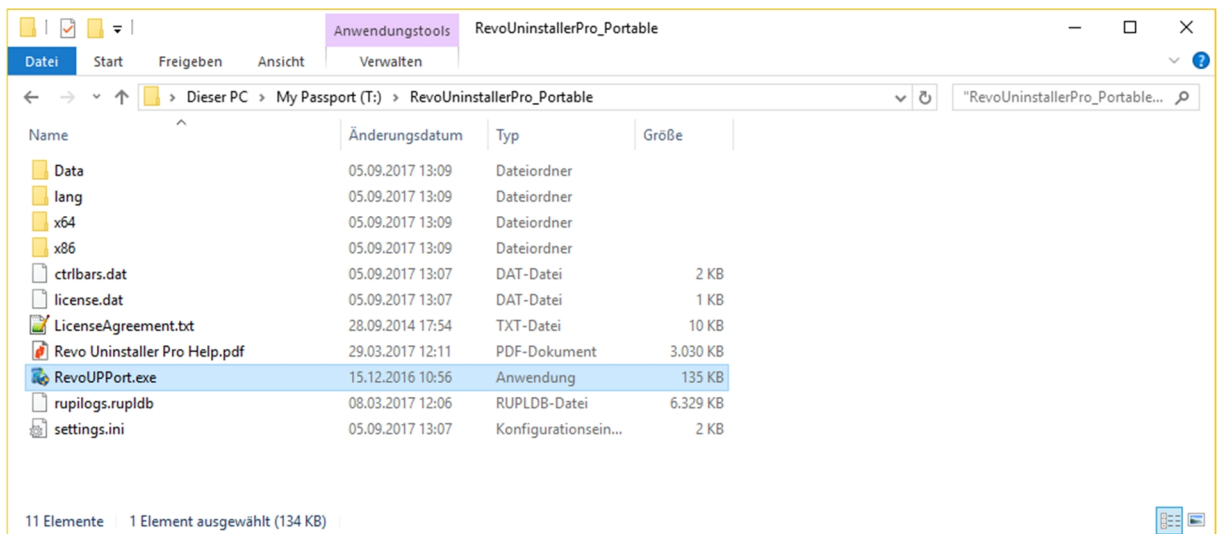 Anwendungstools RevoUninstallerPro_Portable
Datei Start Freigeben Ansicht Verwalten
Dieser PC > My Passport (T:) > RevoUninstallerPro_Portable "RevoUninstallerPro_Portable...
Name Änderungsdatum Typ Größe
Data 05.09.2017 13:09 Dateiordner
lang 05.09.2017 13:09 Dateiordner
x64 05.09.2017 13:09 Dateiordner
x86 05.09.2017 13:09 Dateiordner
ctrlbars.dat 05.09.2017 13:07 DAT-Datei 2 KB
license.dat 05.09.2017 13:07 DAT-Datei 1 KB
LicenseAgreement.txt 28.09.2014 17:54 TXT-Datei 10 KB
Revo Uninstaller Pro Help.pdf 29.03.2017 12:11 PDF-Dokument 3.030 KB
RevoUPPort.exe 15.12.2016 10:56 Anwendung 135 KB
rupilogs.rupldb 08.03.2017 12:06 RUPLDB-Datei 6.329 KB
settings.ini 05.09.2017 13:07 Konfigurationsein... 2 KB
11 Elemente 1 Element ausgewählt (134 KB)